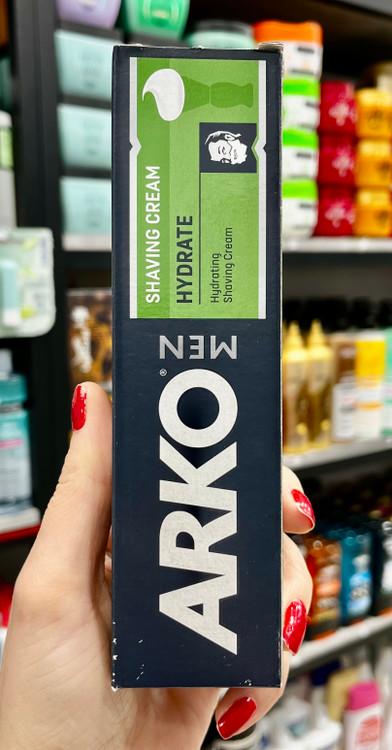 ARKO®
MEN
SHAVING CREAM
HYDRATE
Hydrating
Shaving Cream